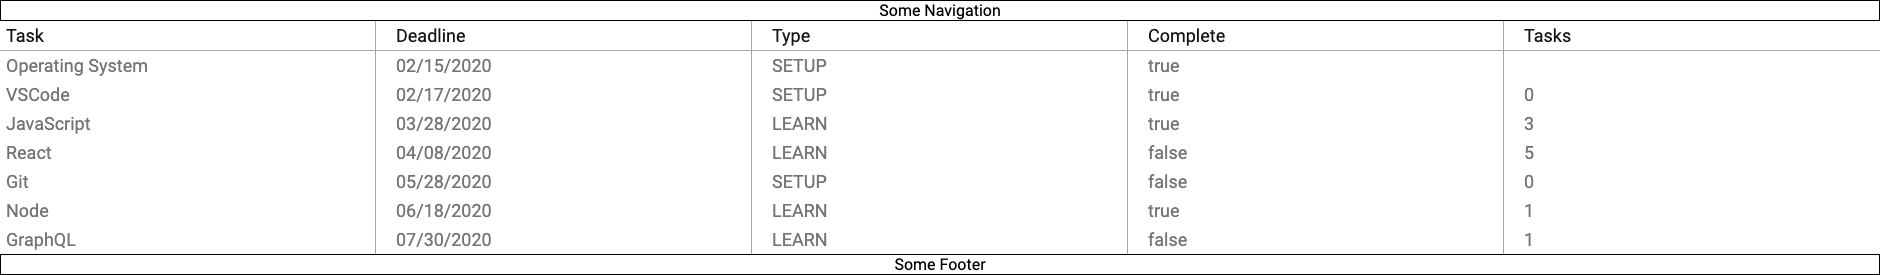 Some Navigation
Task Deadline Type Complete Tasks
Operating System 02/15/2020 SETUP true
VSCode 02/17/2020 SETUP true 0
JavaScript 03/28/2020 LEARN true 3
React 04/08/2020 LEARN false 5
Git 05/28/2020 SETUP false 0
Node 06/18/2020 LEARN true 1
GraphQL 07/30/2020 LEARN false 1
Some Footer